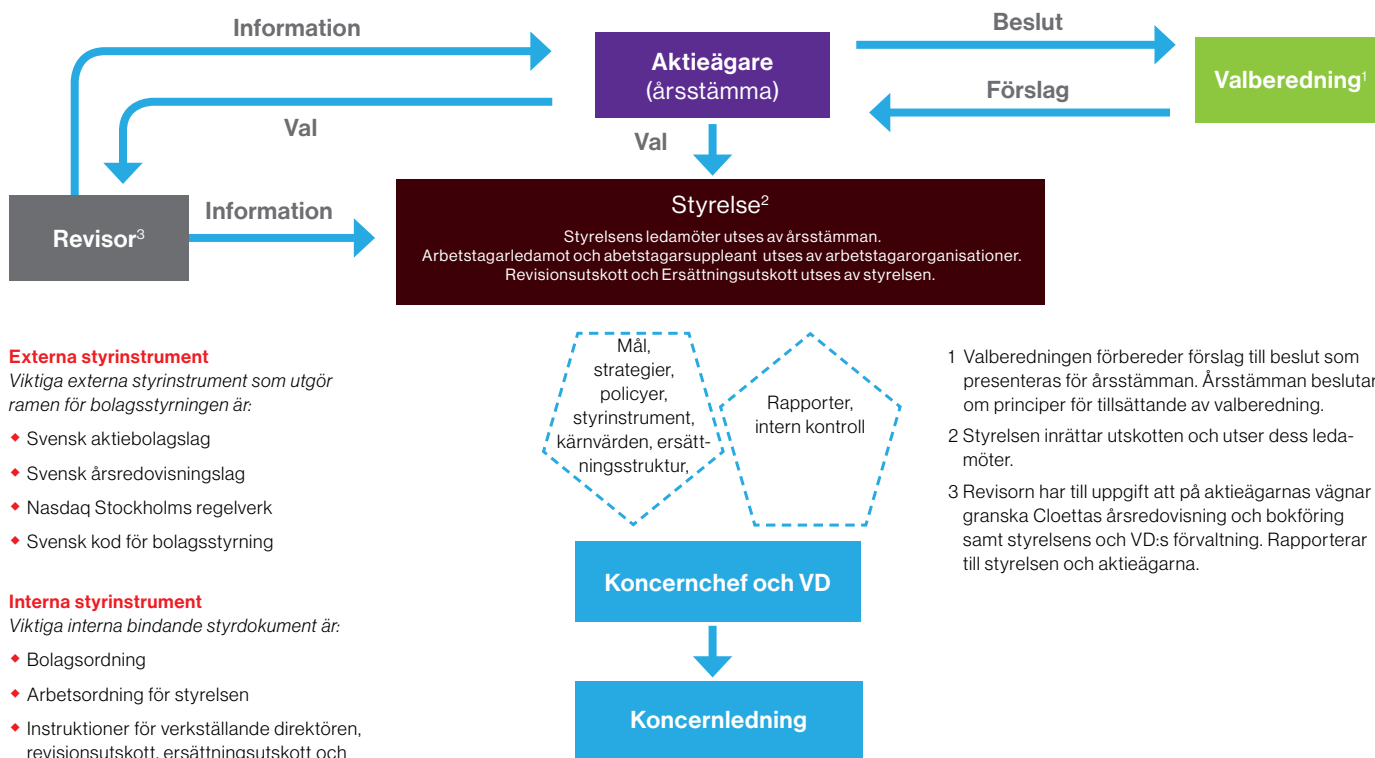 Information
Beslut
Aktieägare
(årsstämma)
Valberedning1
Förslag
Val
Val
Revisor3
Information
Styrelse2
Styrelsens ledamöter utses av årsstämman.
Arbetstagarledamot och abetstagarsuppleant utses av arbetstagarorganisationer.
Revisionsutskott och Ersättningsutskott utses av styrelsen.
Externa styrinstrument
Viktiga externa styrinstrument som utgör
ramen för bolagsstyrningen är:
◆ Svensk aktiebolagslag
◆ Svensk årsredovisningslag
◆ Nasdaq Stockholms regelverk
◆ Svensk kod för bolagsstyrning
Interna styrinstrument
Viktiga interna bindande styrdokument är:
◆ Bolagsordning
◆ Arbetsordning för styrelsen
◆ Instruktioner för verkställande direktören,
revisionsutskott, ersättningsutskott och
Mål,
strategier,
policyer,
styrinstrument,
kärnvärden, ersätt-
ningsstruktur,
Rapporter,
intern kontroll
Koncernchef och VD
Koncernledning
1 Valberedningen förbereder förslag till beslut som
presenteras för årsstämman. Årsstämman beslutar
om principer för tillsättande av valberedning.
2 Styrelsen inrättar utskotten och utser dess leda-
möter.
3 Revisorn har till uppgift att på aktieägarnas vägnar
granska Cloettas årsredovisning och bokföring
samt styrelsens och VD:s förvaltning. Rapporterar
till styrelsen och aktieägarna.